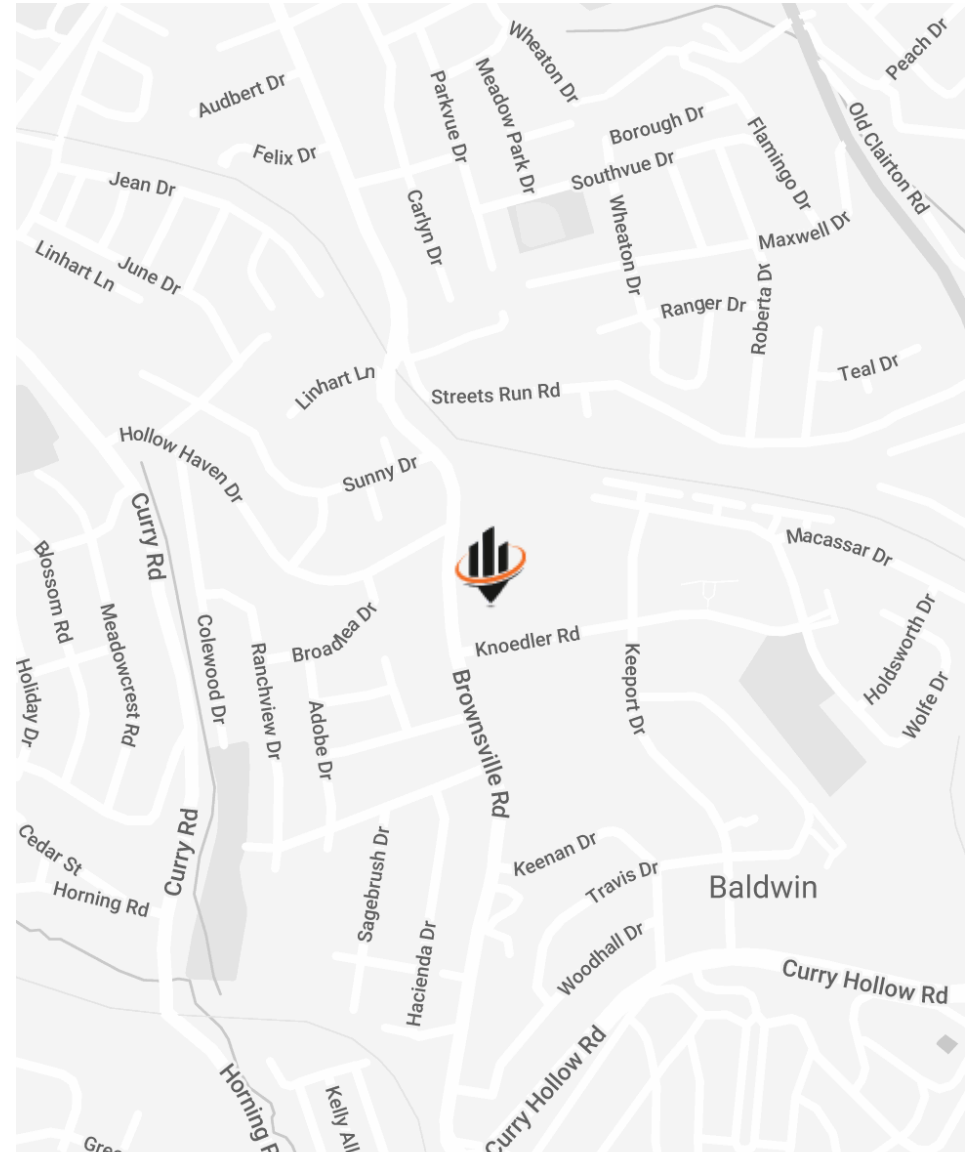 Wheaton Dr
Peach Dr
Audbert Dr
Parkvue Dr
Meadow Park Dr
Borough Dr
Flamingo Dr
Old Clairton Rd
Felix Dr
Southvue Dr
Jean Dr
Carlyn Dr
Wheaton Dr
Maxwell Dr
Linhart Ln
June Dr
Ranger Dr
Roberta Dr
Linhart Ln
Streets Run Rd
Teal Dr
Hollow Haven Dr
Sunny Dr
Curry Rd
Macassar Dr
Blossom Rd
Meadowcrest Rd
Colewood Dr
Ranchview Dr
Broadlea Dr
Knoedler Rd
Keeport Dr
Holdsworth Dr
Wolfe Dr
Holiday Dr
Adobe Dr
Brownsville Rd
Curry Rd
Cedar St
Horning Rd
Sagebrush Dr
Keenan Dr
Travis Dr
Baldwin
Hacienda Dr
Woodhall Dr
Curry Hollow Rd
Curry Hollow Rd
Horning R
Kelly All
Gree